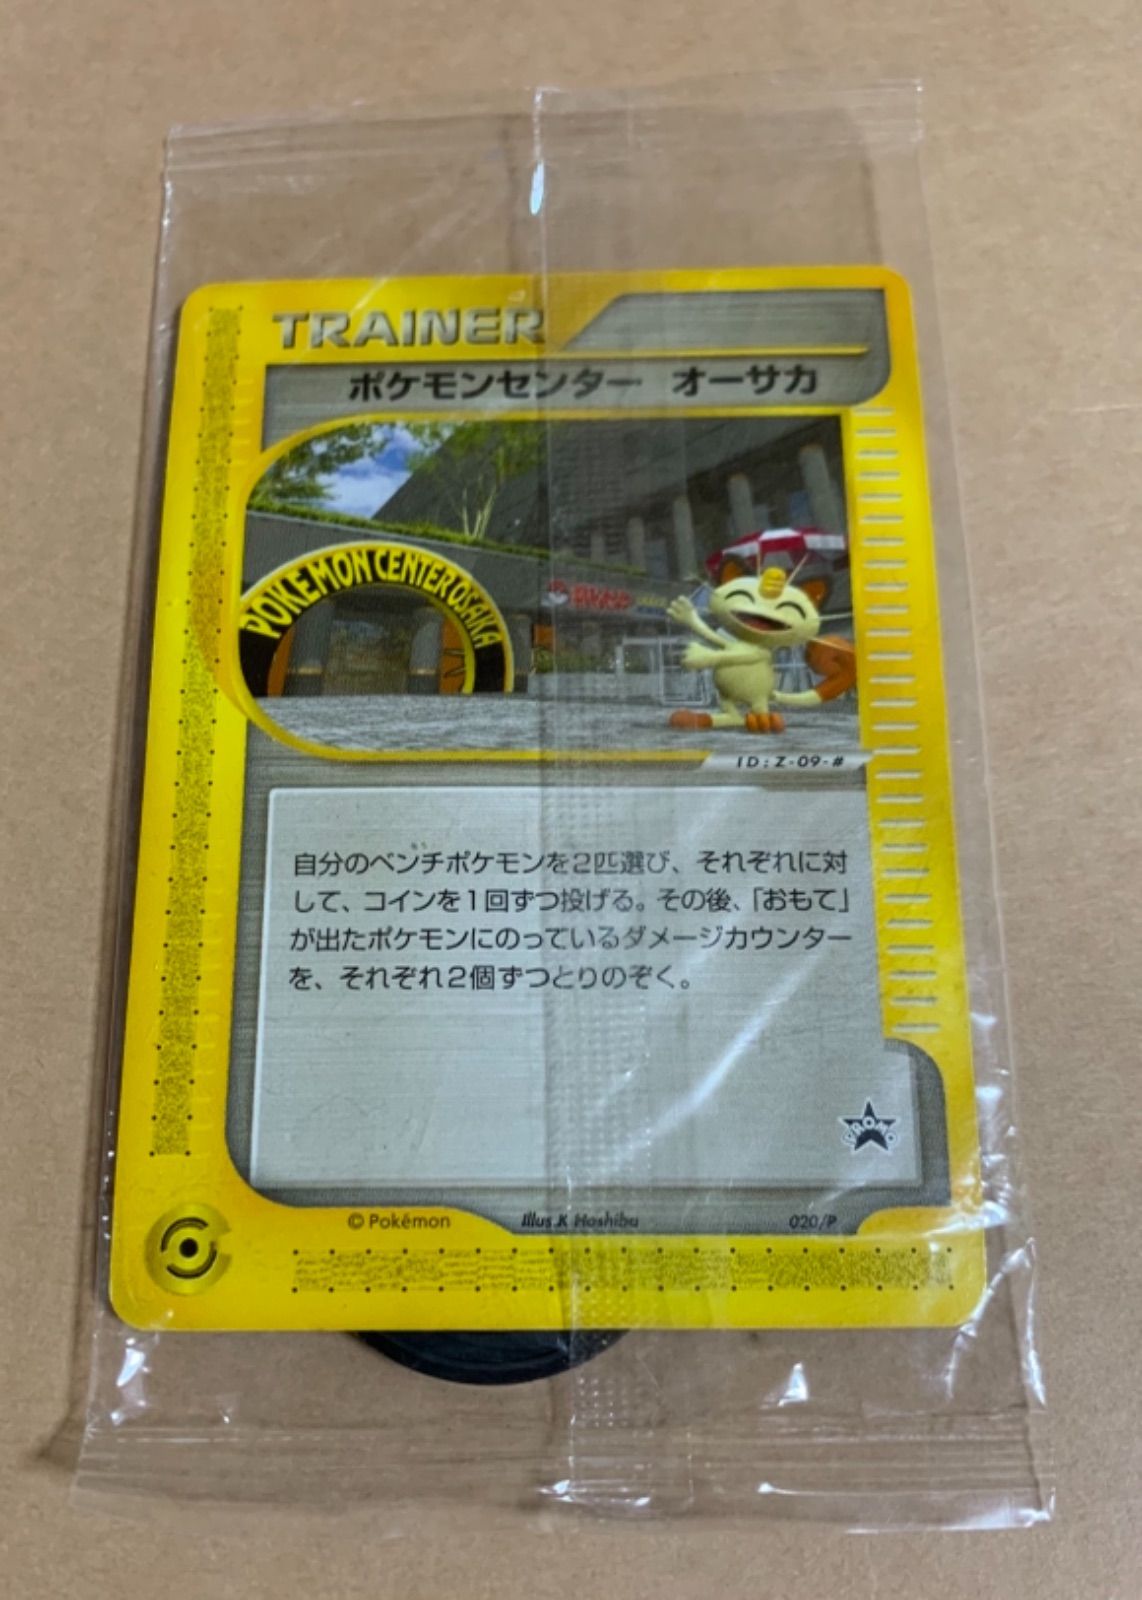 TRAINER
ポケモンセンター オーサカ
POKEMON CENTER OSAKA
ID:Z-09-#
自分のベンチポケモンを2匹選び、それぞれに対
して、コインを1回ずつ投げる。その後、「おもて」
が出たポケモンにのっているダメージカウンター
を、それぞれ2個ずつとりのぞく。
PROMO
© Pokémon
Illus.K Hoshiba
020/P